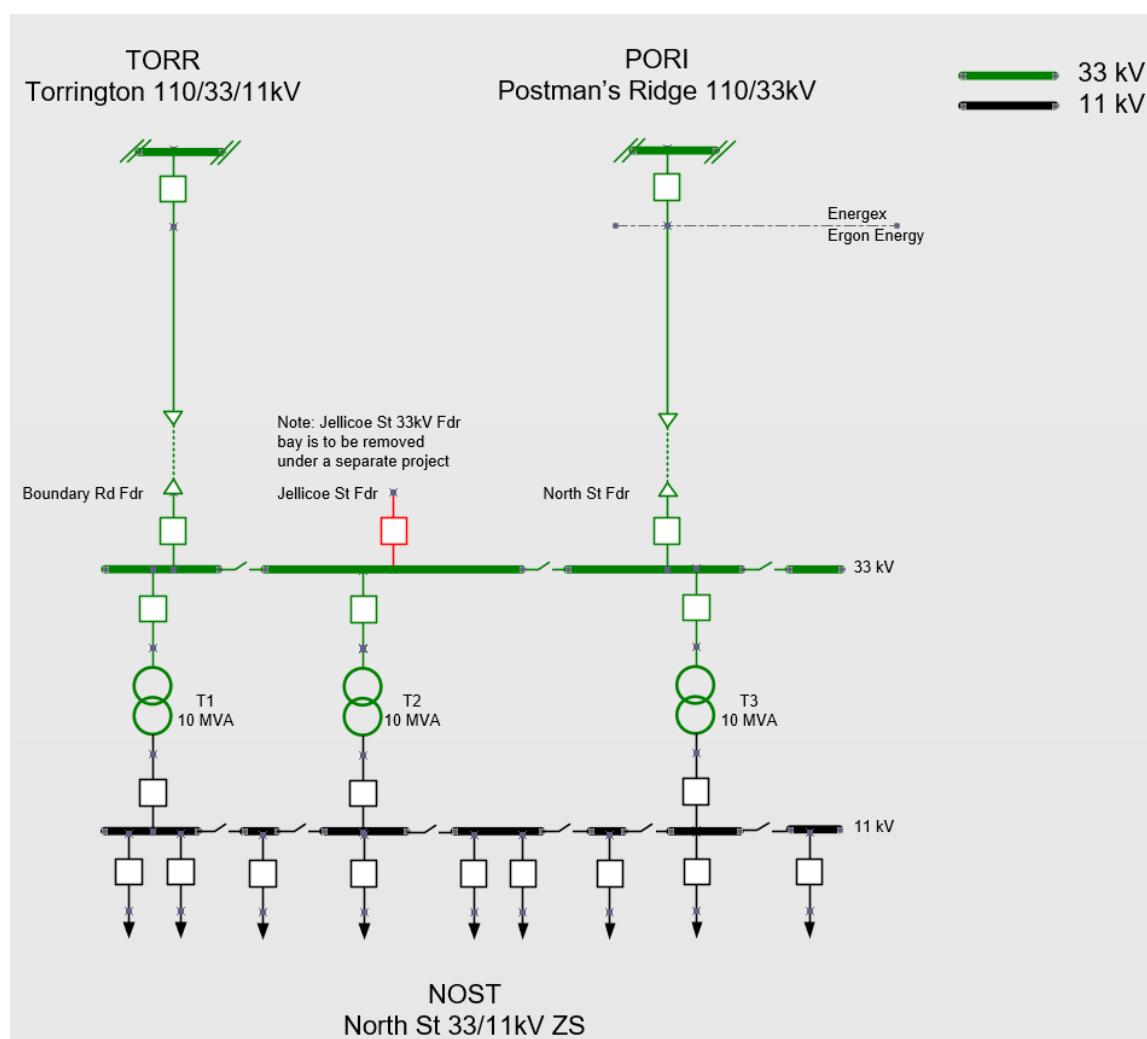 TORR
Torrington 110/33/11kV
PORI
Postman's Ridge 110/33kV
33 kV
11 kV
Energex
Ergon Energy
Note: Jellicoe St 33kV Fdr
bay is to be removed
under a separate project
Boundary Rd Fdr
Jellicoe St Fdr
North St Fdr
33 kV
T1
10 MVA
T2
10 MVA
T3
10 MVA
11 kV
NOST
North St 33/11kV ZS